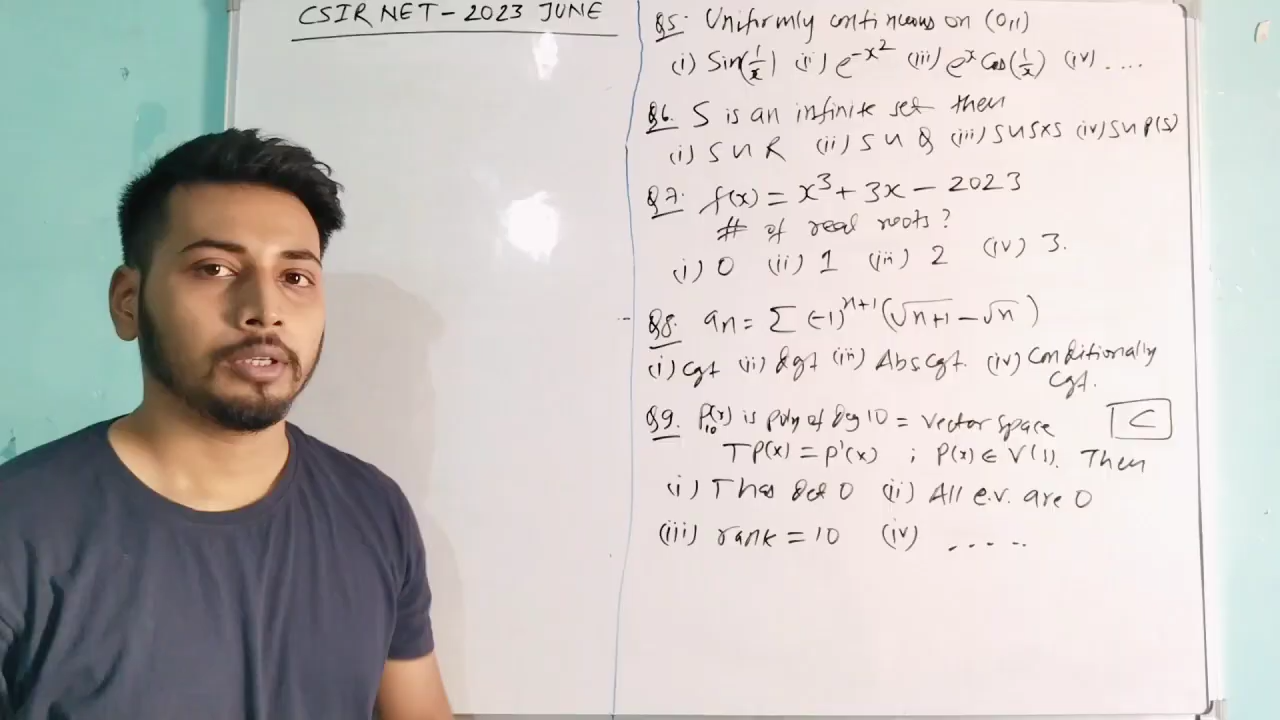 CSIR NET - 2023 JUNE
Q5. Uniformly continuous on (0,1)
(i) Sin(1/x) (ii) e^-x² (iii) e^x Cos(1/x) (iv) ....
Q6. S is an infinite set then
(i) S ~ R (ii) S ~ Q (iii) S ~ S×S (iv) S ~ P(S)
Q7. f(x) = x³ + 3x - 2023
# of real roots?
(i) 0 (ii) 1 (iii) 2 (iv) 3.
Q8. an = Σ (-1)^n+1 (√n+1 - √n)
(i) Cgt (ii) dgt (iii) Abs Cgt. (iv) Conditionally
Cgt.
Q9. P₁₀(x) is poly of deg 10 = Vector space
C
T P(x) = P'(x) ; P(x) ∈ V(1). Then
(i) T has det 0 (ii) All e.v. are 0
(iii) rank = 10 (iv) .....